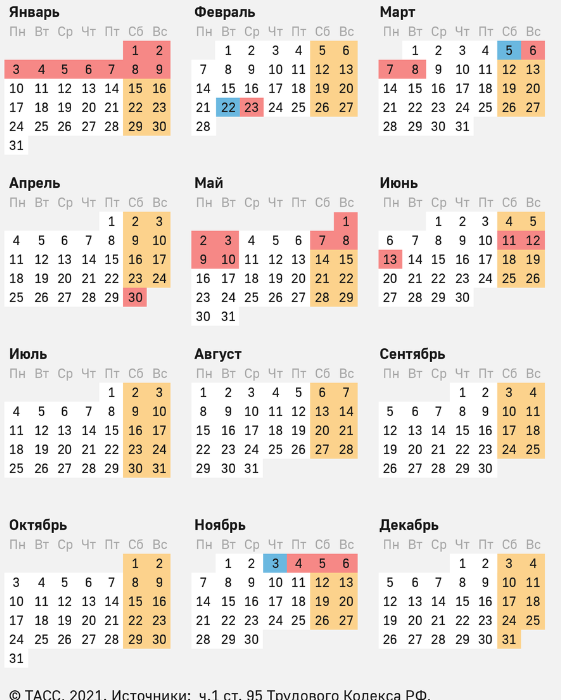 Январь Февраль Март
Пн Вт Ср Чт Пт Сб Вс Пн Вт Ср Чт Пт Сб Вс Пн Вт Ср Чт Пт Сб Вс
1 2 1 2 3 4 5 6 1 2 3 4 5 6
3 4 5 6 7 8 9 7 8 9 10 11 12 13 7 8 9 10 11 12 13
10 11 12 13 14 15 16 14 15 16 17 18 19 20 14 15 16 17 18 19 20
17 18 19 20 21 22 23 21 22 23 24 25 26 27 21 22 23 24 25 26 27
24 25 26 27 28 29 30 28 28 29 30 31
31
Апрель Май Июнь
Пн Вт Ср Чт Пт Сб Вс Пн Вт Ср Чт Пт Сб Вс Пн Вт Ср Чт Пт Сб Вс
1 2 3 1 1 2 3 4 5
4 5 6 7 8 9 10 2 3 4 5 6 7 8 6 7 8 9 10 11 12
11 12 13 14 15 16 17 9 10 11 12 13 14 15 13 14 15 16 17 18 19
18 19 20 21 22 23 24 16 17 18 19 20 21 22 20 21 22 23 24 25 26
25 26 27 28 29 30 23 24 25 26 27 28 29 27 28 29 30
30 31
Июль Август Сентябрь
Пн Вт Ср Чт Пт Сб Вс Пн Вт Ср Чт Пт Сб Вс Пн Вт Ср Чт Пт Сб Вс
1 2 3 1 2 3 4 5 6 7 1 2 3 4
4 5 6 7 8 9 10 8 9 10 11 12 13 14 5 6 7 8 9 10 11
11 12 13 14 15 16 17 15 16 17 18 19 20 21 12 13 14 15 16 17 18
18 19 20 21 22 23 24 22 23 24 25 26 27 28 19 20 21 22 23 24 25
25 26 27 28 29 30 31 29 30 31 26 27 28 29 30
Октябрь Ноябрь Декабрь
Пн Вт Ср Чт Пт Сб Вс Пн Вт Ср Чт Пт Сб Вс Пн Вт Ср Чт Пт Сб Вс
1 2 1 2 3 4 5 6 1 2 3 4
3 4 5 6 7 8 9 7 8 9 10 11 12 13 5 6 7 8 9 10 11
10 11 12 13 14 15 16 14 15 16 17 18 19 20 12 13 14 15 16 17 18
17 18 19 20 21 22 23 21 22 23 24 25 26 27 19 20 21 22 23 24 25
24 25 26 27 28 29 30 28 29 30 26 27 28 29 30 31
31
© ТАСС, 2021. Источники: ч.1 ст. 95 Трудового Кодекса РФ,